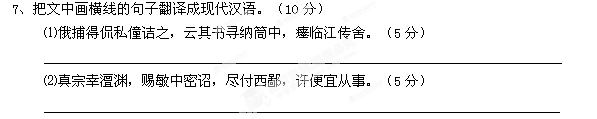 7、把文中画横线的句子翻译成现代汉语。（10 分）
⑴俄捕得侃私僮诘之，云其书寻纳筒中，瘗临江传舍。（5 分）
⑵真宗幸澶渊，赐敏中密诏，尽付西鄙，许便宜从事。（5 分）